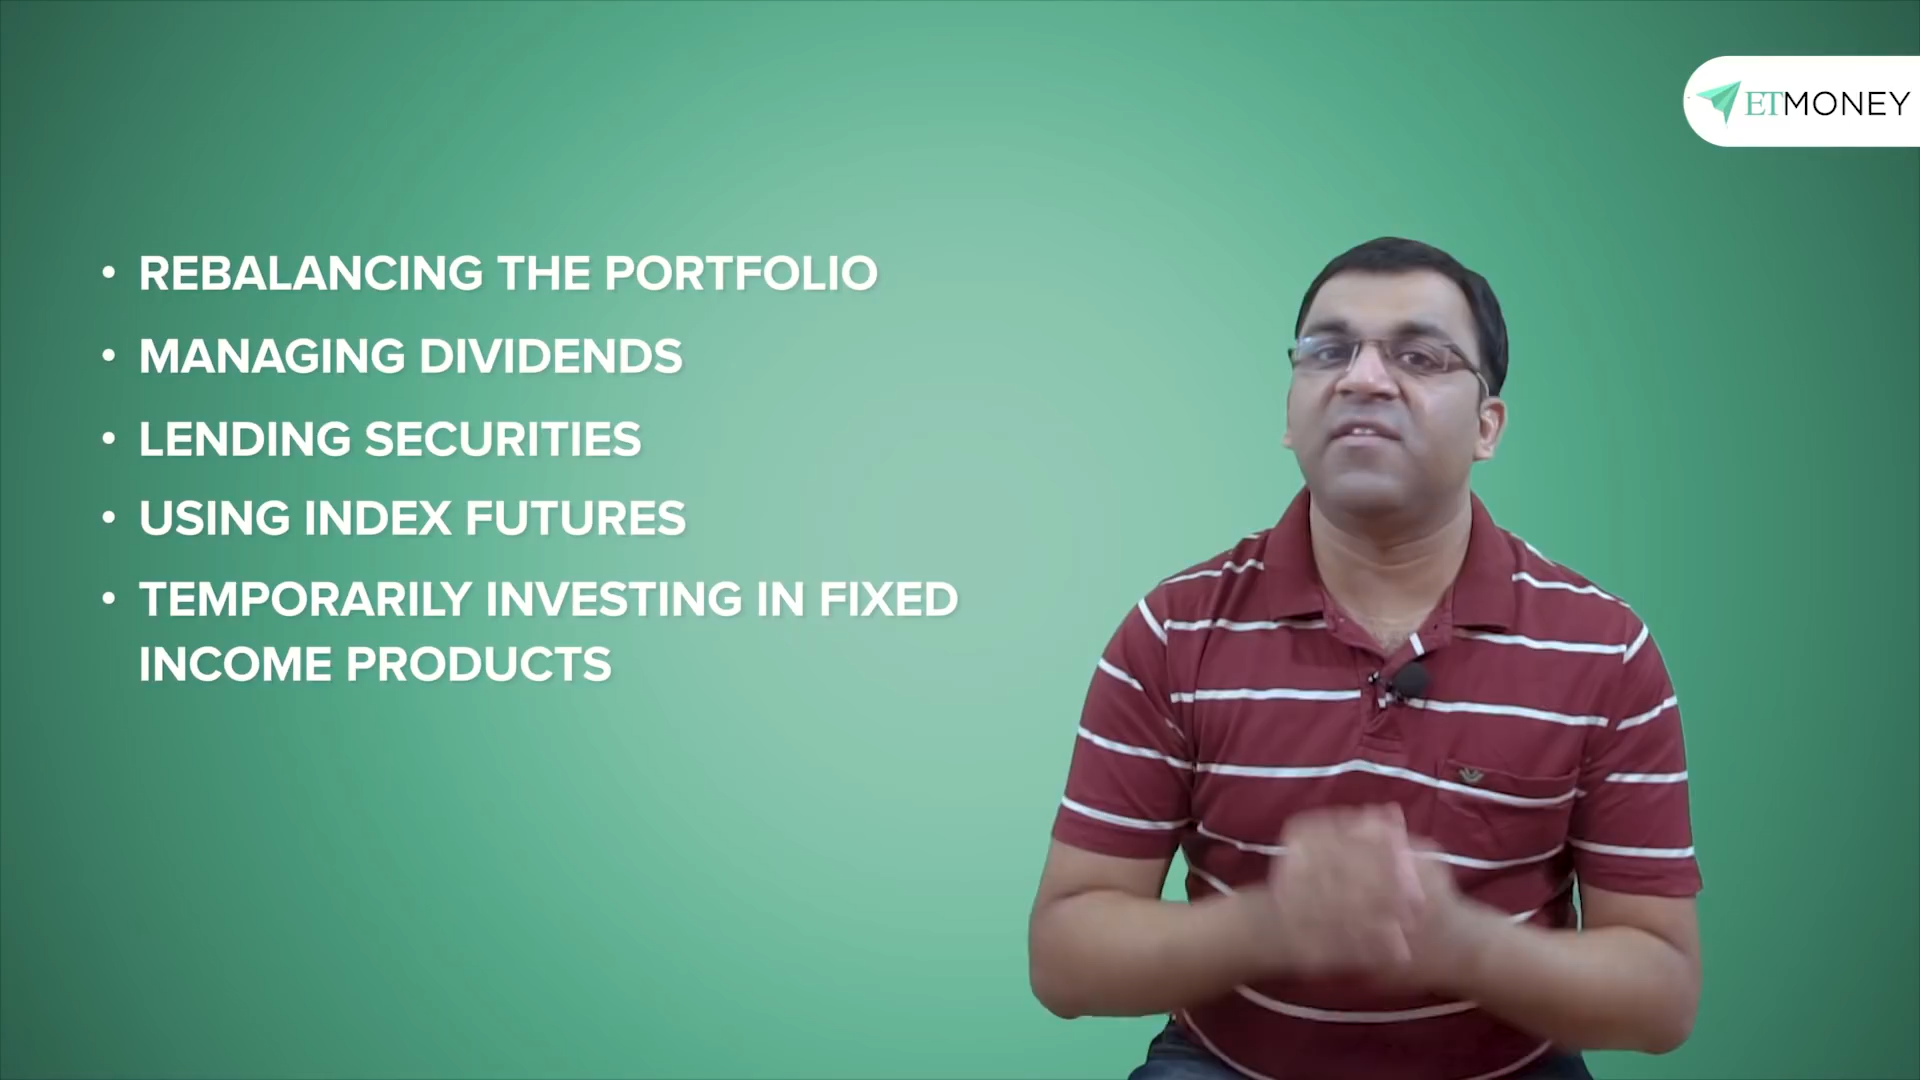 ETMONEY
• REBALANCING THE PORTFOLIO
• MANAGING DIVIDENDS
• LENDING SECURITIES
• USING INDEX FUTURES
• TEMPORARILY INVESTING IN FIXED
INCOME PRODUCTS